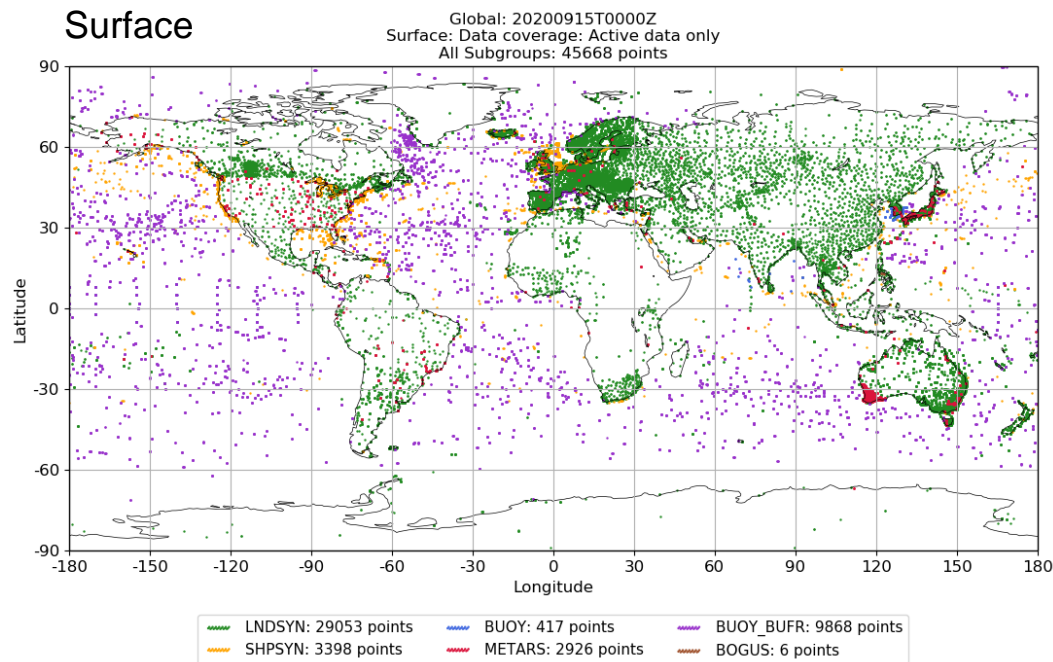 Surface
Global: 20200915T0000Z
Surface: Data coverage: Active data only
All Subgroups: 45668 points
90
60
30
0
-30
-60
-90
Latitude
-180 -150 -120 -90 -60 -30 0 30 60 90 120 150 180
Longitude
LNDSYN: 29053 points BUOY: 417 points BUOY_BUFR: 9868 points
SHPSYN: 3398 points METARS: 2926 points BOGUS: 6 points